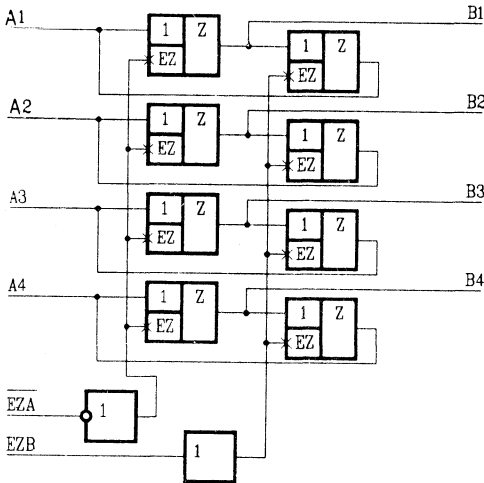 A1 1 Z B1
EZ 1 Z
EZ
A2 1 Z B2
EZ 1 Z
EZ
A3 1 Z B3
EZ 1 Z
EZ
A4 1 Z B4
EZ 1 Z
EZ
EZA 1
EZB 1